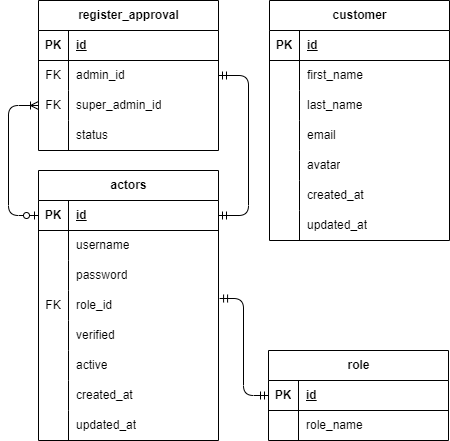 register_approval
PK id
FK admin_id
FK super_admin_id
status
customer
PK id
first_name
last_name
email
avatar
created_at
updated_at
actors
PK id
username
password
FK role_id
verified
active
created_at
updated_at
role
PK id
role_name